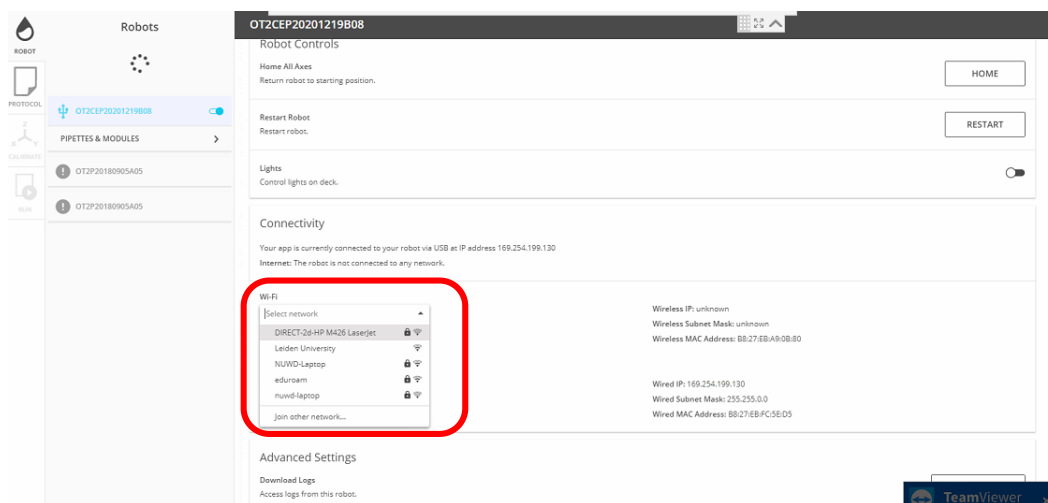 Robots
OT2CEP20201219B08
ROBOT
PROTOCOL
CALIBRATE
RUN
OT2CEP20201219B08
PIPETTES & MODULES
OT2P20180905A05
OT2P20180905A05
Robot Controls
Home All Axes
Return robot to starting position.
HOME
Restart Robot
Restart robot.
RESTART
Lights
Control lights on deck.
Connectivity
Your app is currently connected to your robot via USB at IP address 169.254.199.130
Internet: The robot is not connected to any network.
Wi-Fi
Select network
DIRECT-2d-HP M426 LaserJet
Leiden University
NUWD-Laptop
eduroam
nuwd-laptop
Join other network...
Wireless IP: unknown
Wireless Subnet Mask: unknown
Wireless MAC Address: B8:27:EB:A9:0B:80
Wired IP: 169.254.199.130
Wired Subnet Mask: 255.255.0.0
Wired MAC Address: B8:27:EB:FC:5E:D5
Advanced Settings
Download Logs
Access logs from this robot.
TeamViewer